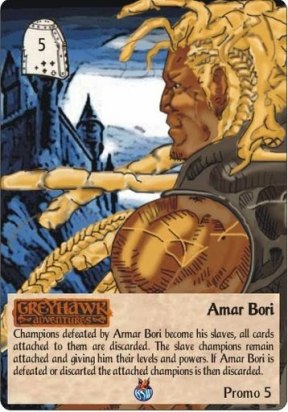 5
Amar Bori
GREYHAWK
ADVENTURES
Champions defeated by Armar Bori become his slaves, all cards
attached to them are discarded. The slave champions remain
attached and giving him their levels and powers. If Amar Bori is
defeated or discarted the attached champions is then discarded.
Promo 5